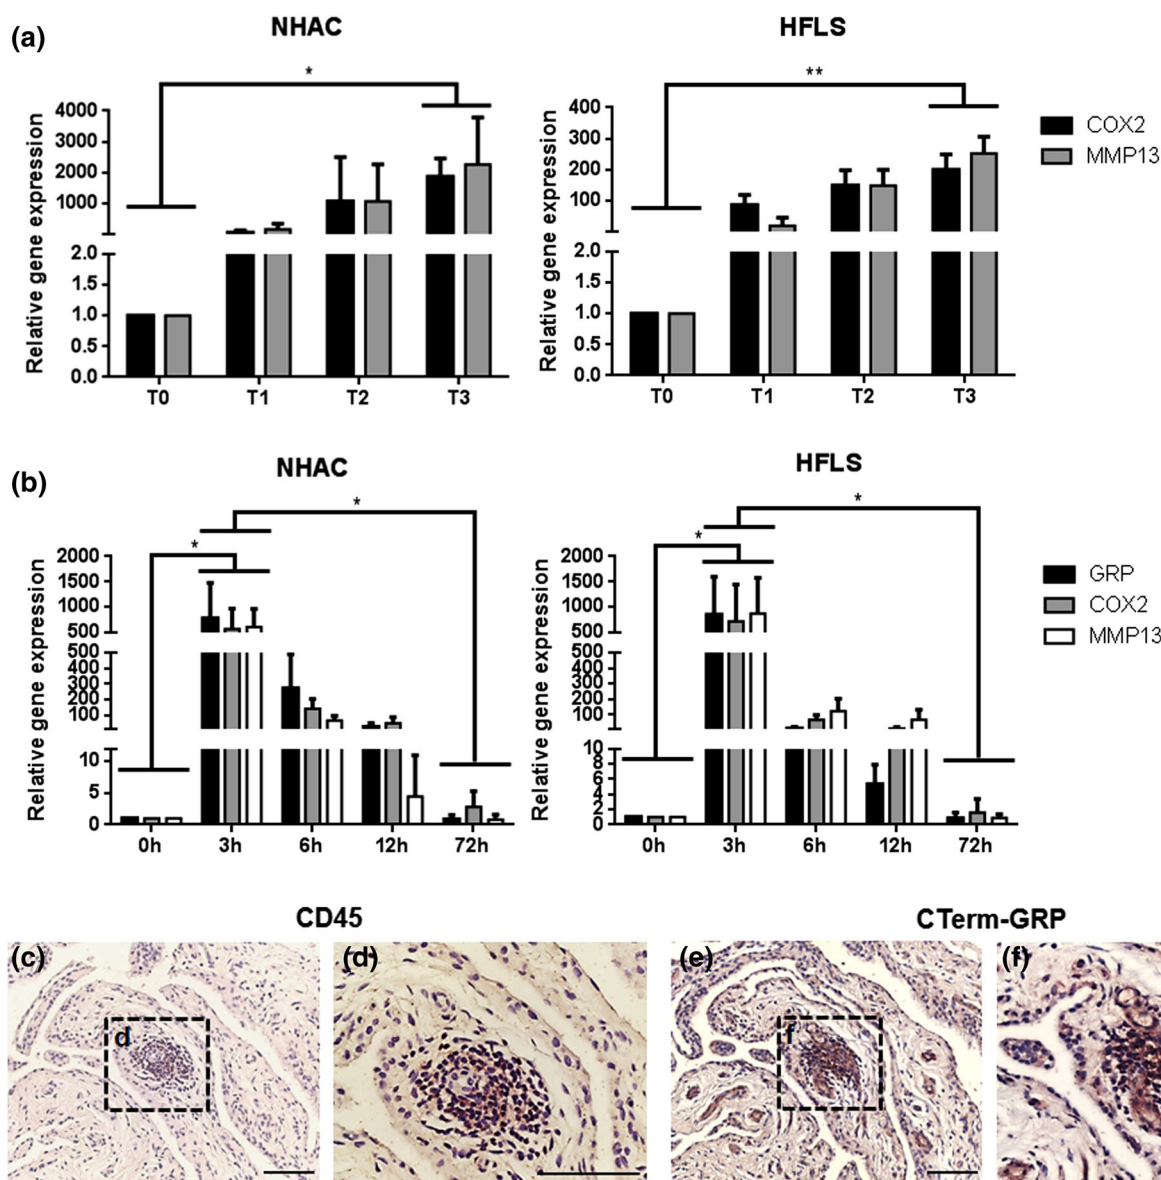 (a)
NHAC
HFLS
*
**
Relative gene expression
4000
3000
2000
1000
2.0
1.5
1.0
0.5
0.0
T0 T1 T2 T3
Relative gene expression
400
300
200
100
2.0
1.5
1.0
0.5
0.0
T0 T1 T2 T3
COX2
MMP13
(b)
NHAC
HFLS
*
*
*
*
Relative gene expression
2000
1500
1000
500
500
400
300
200
100
10
5
0
0h 3h 6h 12h 72h
Relative gene expression
2000
1500
1000
500
500
400
300
200
100
10
8
6
4
2
0
0h 3h 6h 12h 72h
GRP
COX2
MMP13
CD45
CTerm-GRP
(c)
d
(d)
(e)
f
(f)